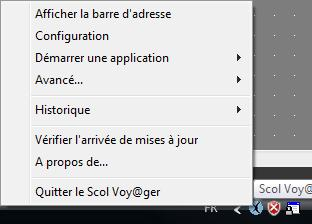 Afficher la barre d'adresse
Configuration
Démarrer une application
Avancé...
Historique
Vérifier l'arrivée de mises à jour
A propos de...
Quitter le Scol Voy@ger
Scol Voy@
FR